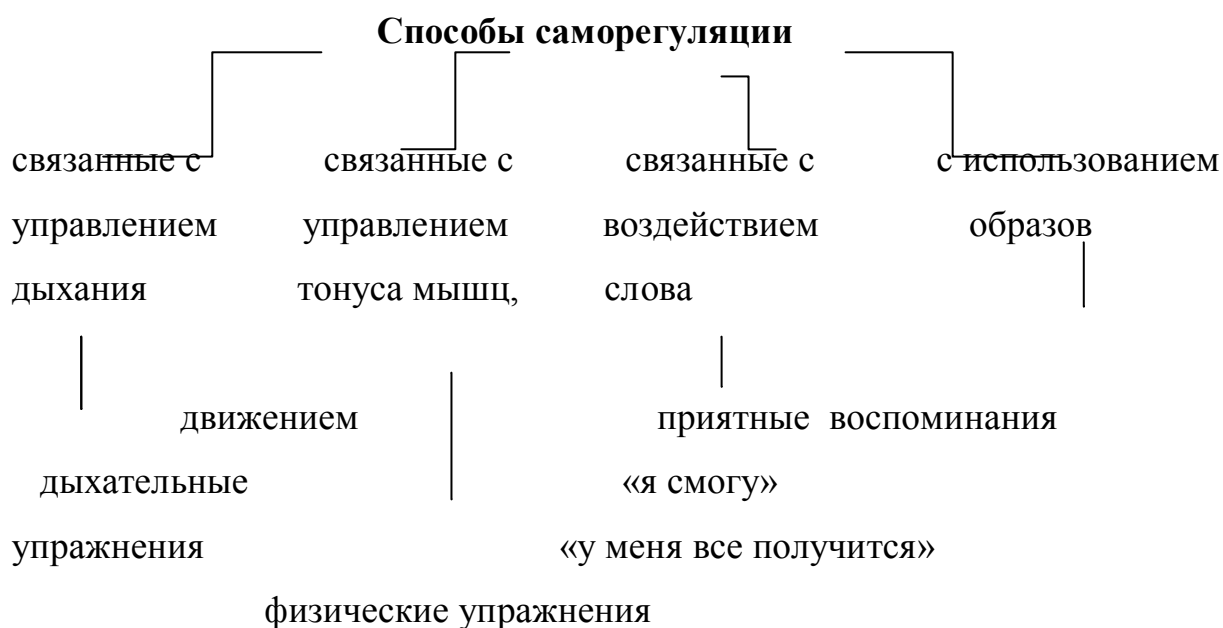 Способы саморегуляции
связанные с связанные с связанные с с использованием
управлением управлением воздействием образов
дыхания тонуса мышц, слова
движением приятные воспоминания
дыхательные «я смогу»
упражнения «у меня все получится»
физические упражнения